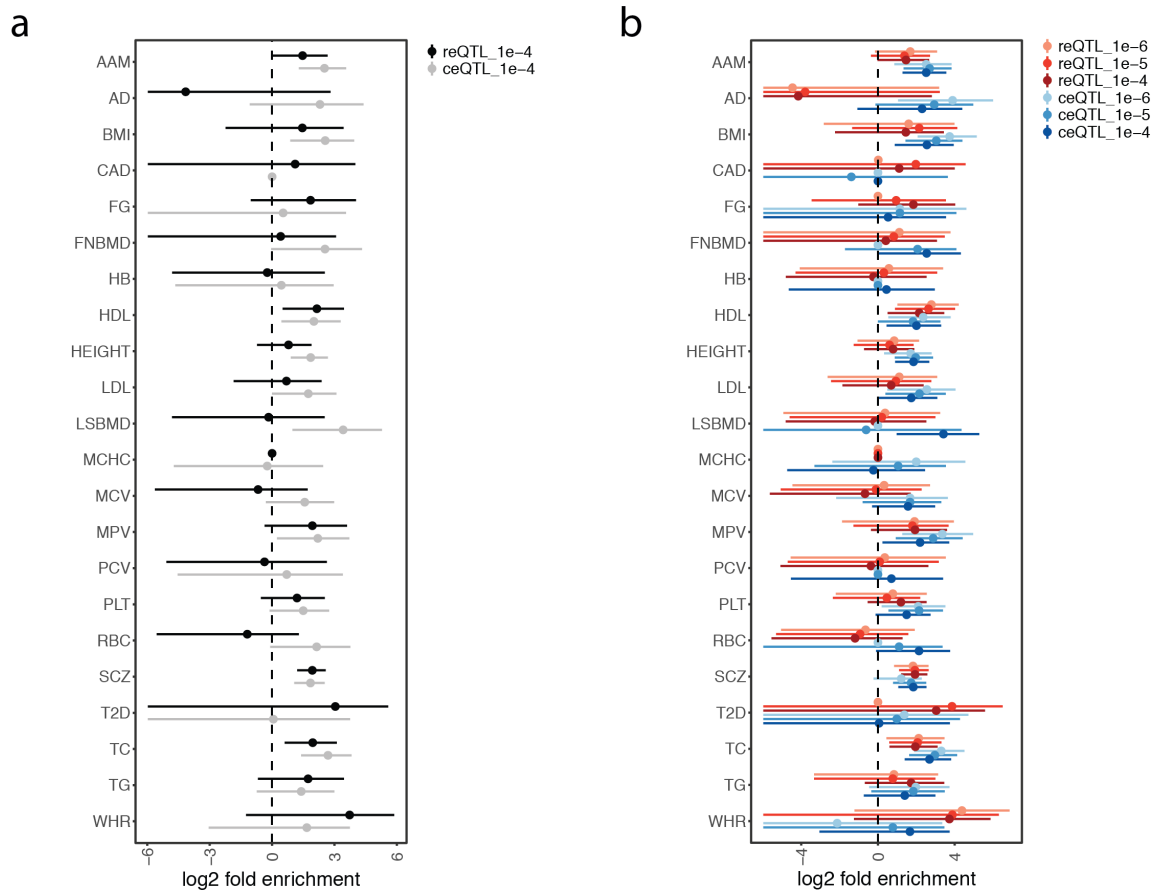 a
reQTL_1e-4
ceQTL_1e-4
AAM
AD
BMI
CAD
FG
FNBMD
HB
HDL
HEIGHT
LDL
LSBMD
MCHC
MCV
MPV
PCV
PLT
RBC
SCZ
T2D
TC
TG
WHR
-6
-3
0
3
6
log2 fold enrichment
b
reQTL_1e-6
reQTL_1e-5
reQTL_1e-4
ceQTL_1e-6
ceQTL_1e-5
ceQTL_1e-4
AAM
AD
BMI
CAD
FG
FNBMD
HB
HDL
HEIGHT
LDL
LSBMD
MCHC
MCV
MPV
PCV
PLT
RBC
SCZ
T2D
TC
TG
WHR
-4
0
4
log2 fold enrichment